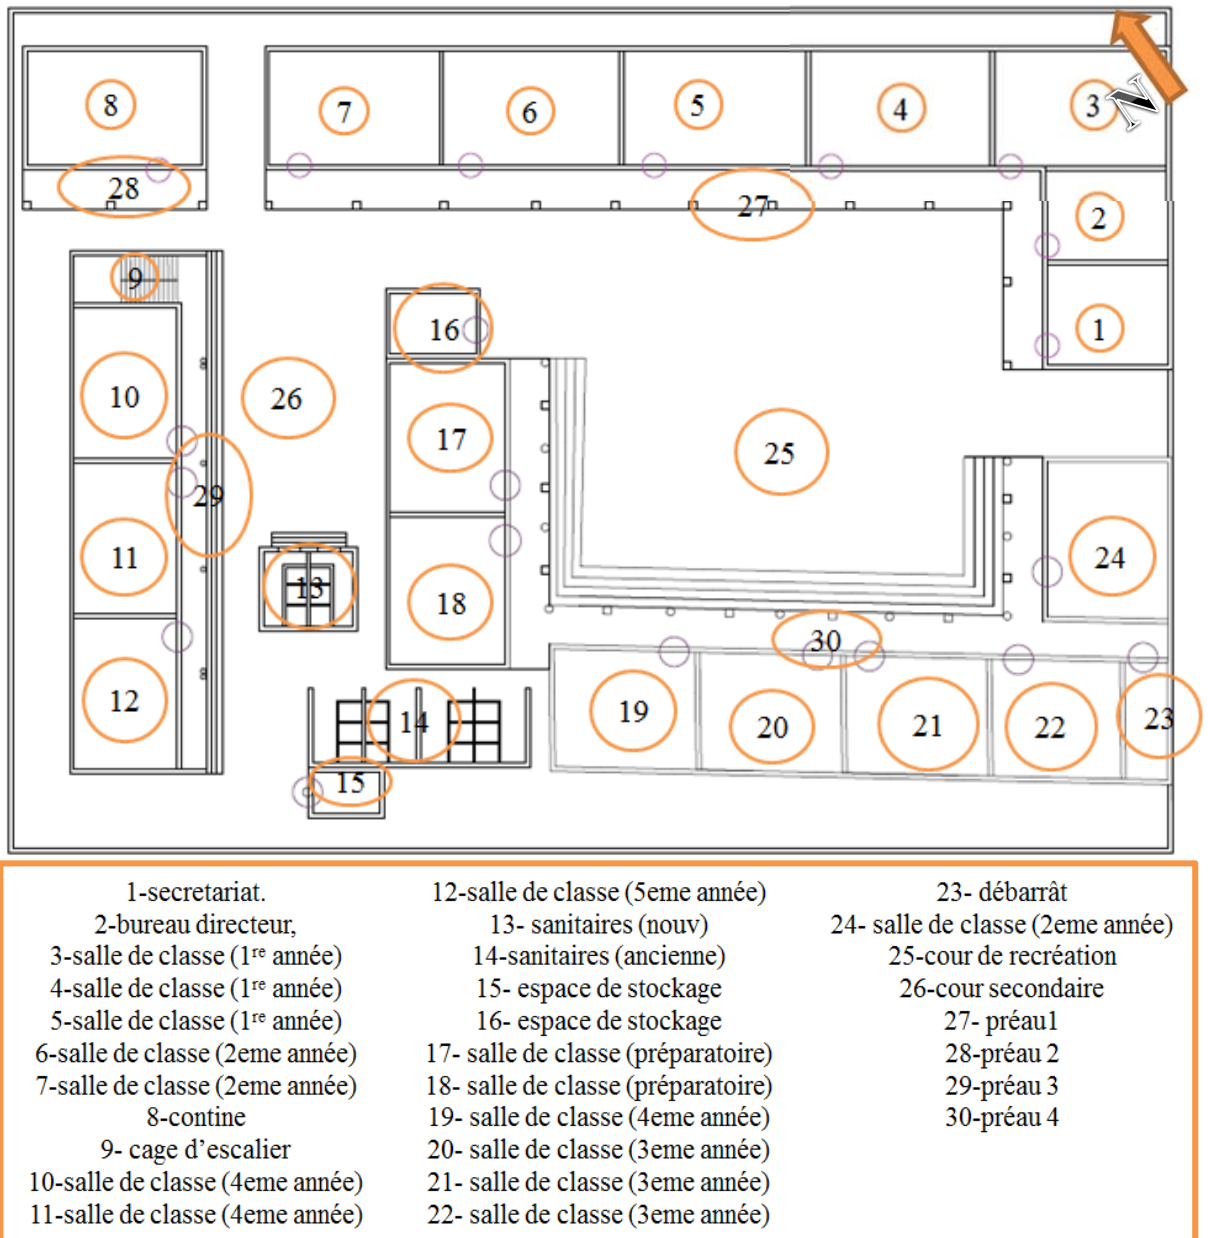 N
8
7
6
5
4
3
28
27
2
9
1
16
10
26
17
25
29
11
24
13
18
30
12
14
19
20
21
22
23
15
1-secretariat.
2-bureau directeur,
3-salle de classe (1re année)
4-salle de classe (1re année)
5-salle de classe (1re année)
6-salle de classe (2eme année)
7-salle de classe (2eme année)
8-contine
9- cage d’escalier
10-salle de classe (4eme année)
11-salle de classe (4eme année)
12-salle de classe (5eme année)
13- sanitaires (nouv)
14-sanitaires (ancienne)
15- espace de stockage
16- espace de stockage
17- salle de classe (préparatoire)
18- salle de classe (préparatoire)
19- salle de classe (4eme année)
20- salle de classe (3eme année)
21- salle de classe (3eme année)
22- salle de classe (3eme année)
23- débarrât
24- salle de classe (2eme année)
25-cour de recréation
26-cour secondaire
27- préau1
28-préau 2
29-préau 3
30-préau 4